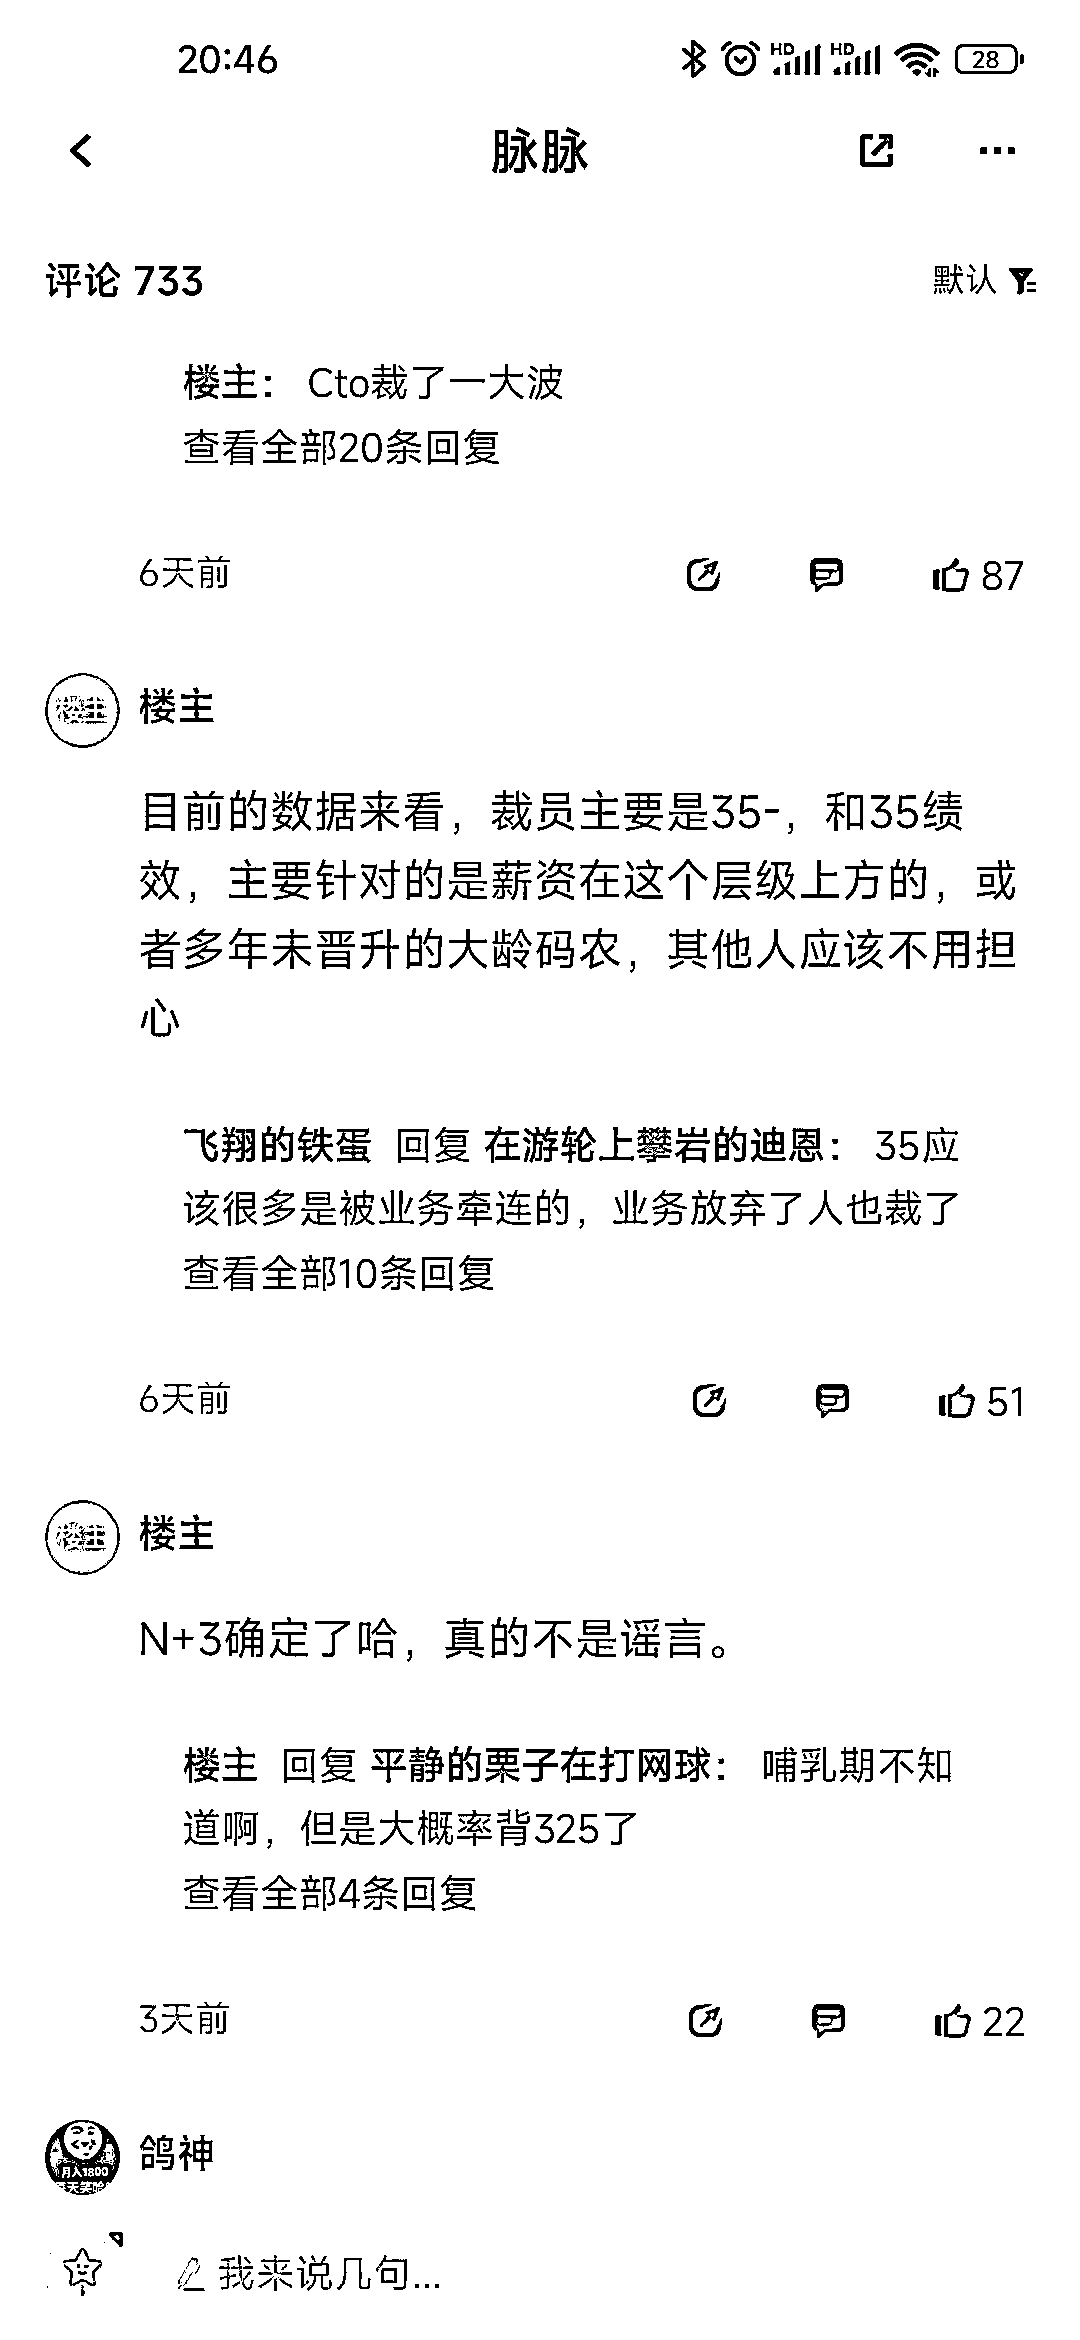 20:46
HD HD 28
脉脉
评论 733 默认
楼主： Cto裁了一大波
查看全部20条回复
6天前 87
楼主 楼主
目前的数据来看，裁员主要是35-，和35绩
效，主要针对的是薪资在这个层级上方的，或
者多年未晋升的大龄码农，其他人应该不用担
心
飞翔的铁蛋 回复 在游轮上攀岩的迪恩： 35应
该很多是被业务牵连的，业务放弃了人也裁了
查看全部10条回复
6天前 51
楼主 楼主
N+3确定了哈，真的不是谣言。
楼主 回复 平静的栗子在打网球： 哺乳期不知
道啊，但是大概率背325了
查看全部4条回复
3天前 22
鸽神
月入1800
我来说几句...